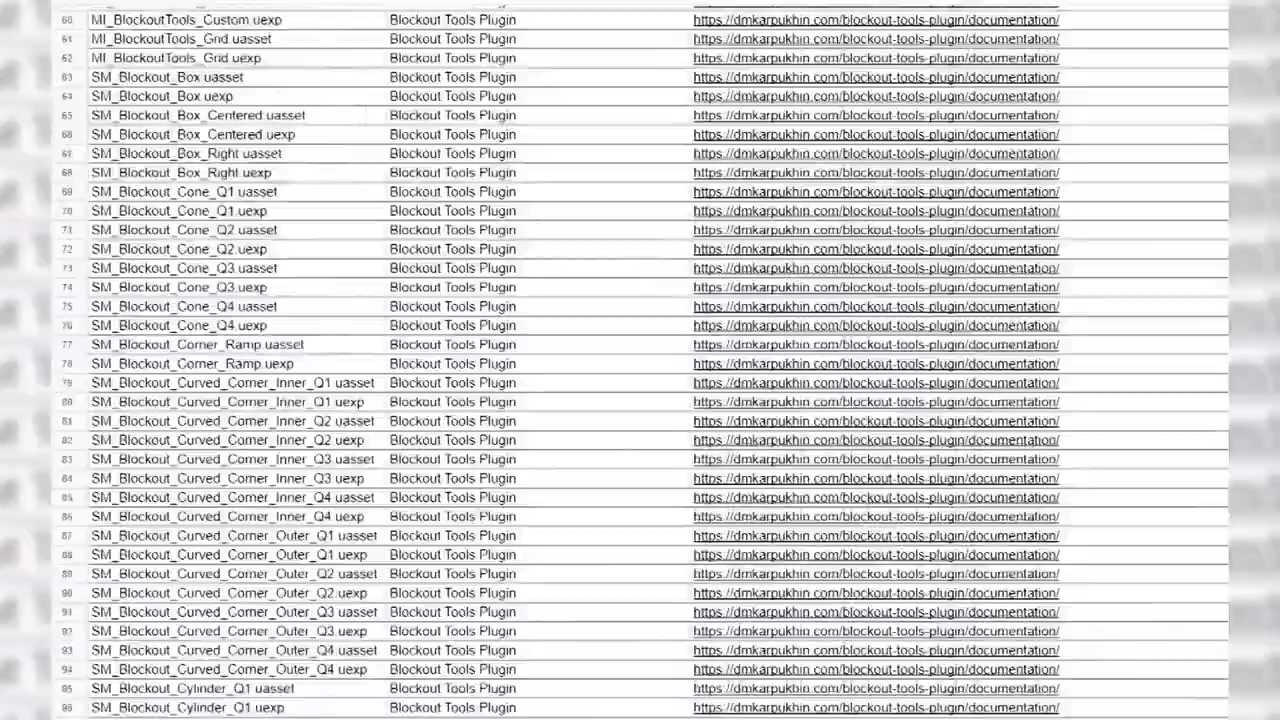 60 MI_BlockoutTools_Custom uexp Blockout Tools Plugin https://dmkarpukhin.com/blockout-tools-plugin/documentation/
61 MI_BlockoutTools_Grid uasset Blockout Tools Plugin https://dmkarpukhin.com/blockout-tools-plugin/documentation/
62 MI_BlockoutTools_Grid uexp Blockout Tools Plugin https://dmkarpukhin.com/blockout-tools-plugin/documentation/
63 SM_Blockout_Box uasset Blockout Tools Plugin https://dmkarpukhin.com/blockout-tools-plugin/documentation/
64 SM_Blockout_Box uexp Blockout Tools Plugin https://dmkarpukhin.com/blockout-tools-plugin/documentation/
65 SM_Blockout_Box_Centered uasset Blockout Tools Plugin https://dmkarpukhin.com/blockout-tools-plugin/documentation/
66 SM_Blockout_Box_Centered uexp Blockout Tools Plugin https://dmkarpukhin.com/blockout-tools-plugin/documentation/
67 SM_Blockout_Box_Right uasset Blockout Tools Plugin https://dmkarpukhin.com/blockout-tools-plugin/documentation/
68 SM_Blockout_Box_Right.uexp Blockout Tools Plugin https://dmkarpukhin.com/blockout-tools-plugin/documentation/
69 SM_Blockout_Cone_Q1 uasset Blockout Tools Plugin https://dmkarpukhin.com/blockout-tools-plugin/documentation/
70 SM_Blockout_Cone_Q1.uexp Blockout Tools Plugin https://dmkarpukhin.com/blockout-tools-plugin/documentation/
71 SM_Blockout_Cone_Q2 uasset Blockout Tools Plugin https://dmkarpukhin.com/blockout-tools-plugin/documentation/
72 SM_Blockout_Cone_Q2.uexp Blockout Tools Plugin https://dmkarpukhin.com/blockout-tools-plugin/documentation/
73 SM_Blockout_Cone_Q3 uasset Blockout Tools Plugin https://dmkarpukhin.com/blockout-tools-plugin/documentation/
74 SM_Blockout_Cone_Q3.uexp Blockout Tools Plugin https://dmkarpukhin.com/blockout-tools-plugin/documentation/
75 SM_Blockout_Cone_Q4 uasset Blockout Tools Plugin https://dmkarpukhin.com/blockout-tools-plugin/documentation/
76 SM_Blockout_Cone_Q4.uexp Blockout Tools Plugin https://dmkarpukhin.com/blockout-tools-plugin/documentation/
77 SM_Blockout_Corner_Ramp.uasset Blockout Tools Plugin https://dmkarpukhin.com/blockout-tools-plugin/documentation/
78 SM_Blockout_Corner_Ramp.uexp Blockout Tools Plugin https://dmkarpukhin.com/blockout-tools-plugin/documentation/
79 SM_Blockout_Curved_Corner_Inner_Q1 uasset Blockout Tools Plugin https://dmkarpukhin.com/blockout-tools-plugin/documentation/
80 SM_Blockout_Curved_Corner_Inner_Q1 uexp Blockout Tools Plugin https://dmkarpukhin.com/blockout-tools-plugin/documentation/
81 SM_Blockout_Curved_Corner_Inner_Q2 uasset Blockout Tools Plugin https://dmkarpukhin.com/blockout-tools-plugin/documentation/
82 SM_Blockout_Curved_Corner_Inner_Q2 uexp Blockout Tools Plugin https://dmkarpukhin.com/blockout-tools-plugin/documentation/
83 SM_Blockout_Curved_Corner_Inner_Q3 uasset Blockout Tools Plugin https://dmkarpukhin.com/blockout-tools-plugin/documentation/
84 SM_Blockout_Curved_Corner_Inner_Q3 uexp Blockout Tools Plugin https://dmkarpukhin.com/blockout-tools-plugin/documentation/
85 SM_Blockout_Curved_Corner_Inner_Q4 uasset Blockout Tools Plugin https://dmkarpukhin.com/blockout-tools-plugin/documentation/
86 SM_Blockout_Curved_Corner_Inner_Q4 uexp Blockout Tools Plugin https://dmkarpukhin.com/blockout-tools-plugin/documentation/
87 SM_Blockout_Curved_Corner_Outer_Q1 uasset Blockout Tools Plugin https://dmkarpukhin.com/blockout-tools-plugin/documentation/
88 SM_Blockout_Curved_Corner_Outer_Q1 uexp Blockout Tools Plugin https://dmkarpukhin.com/blockout-tools-plugin/documentation/
89 SM_Blockout_Curved_Corner_Outer_Q2 uasset Blockout Tools Plugin https://dmkarpukhin.com/blockout-tools-plugin/documentation/
90 SM_Blockout_Curved_Corner_Outer_Q2.uexp Blockout Tools Plugin https://dmkarpukhin.com/blockout-tools-plugin/documentation/
91 SM_Blockout_Curved_Corner_Outer_Q3 uasset Blockout Tools Plugin https://dmkarpukhin.com/blockout-tools-plugin/documentation/
92 SM_Blockout_Curved_Corner_Outer_Q3 uexp Blockout Tools Plugin https://dmkarpukhin.com/blockout-tools-plugin/documentation/
93 SM_Blockout_Curved_Corner_Outer_Q4 uasset Blockout Tools Plugin https://dmkarpukhin.com/blockout-tools-plugin/documentation/
94 SM_Blockout_Curved_Corner_Outer_Q4 uexp Blockout Tools Plugin https://dmkarpukhin.com/blockout-tools-plugin/documentation/
95 SM_Blockout_Cylinder_Q1 uasset Blockout Tools Plugin https://dmkarpukhin.com/blockout-tools-plugin/documentation/
96 SM_Blockout_Cylinder_Q1 uexp Blockout Tools Plugin https://dmkarpukhin.com/blockout-tools-plugin/documentation/